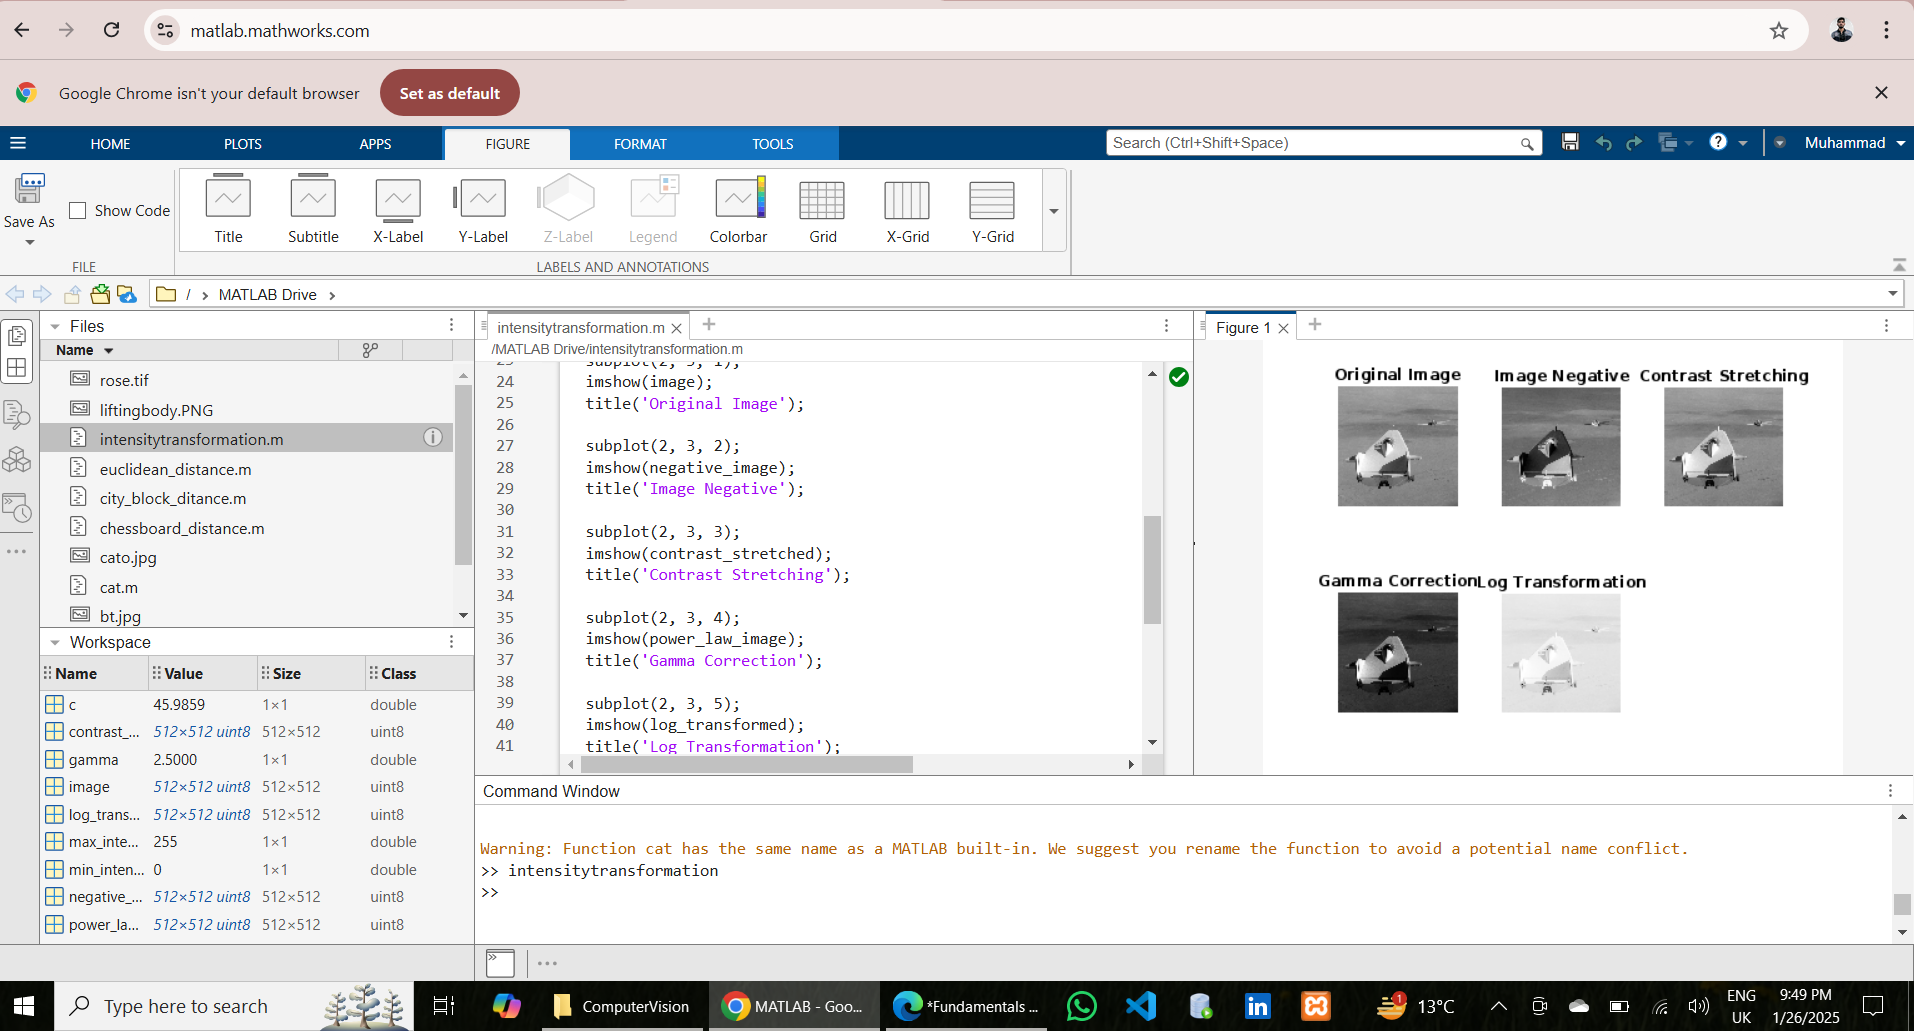 matlab.mathworks.com
Google Chrome isn't your default browser
Set as default
HOME PLOTS APPS FIGURE FORMAT TOOLS
Search (Ctrl+Shift+Space)
Muhammad
Save As
Show Code
Title Subtitle X-Label Y-Label Z-Label Legend Colorbar Grid X-Grid Y-Grid
FILE
LABELS AND ANNOTATIONS
/ › MATLAB Drive ›
Files
Name
rose.tif
liftingbody.PNG
intensitytransformation.m
euclidean_distance.m
city_block_ditance.m
chessboard_distance.m
cato.jpg
cat.m
bt.jpg
Workspace
Name Value Size Class
c 45.9859 1×1 double
contrast_... 512×512 uint8 512×512 uint8
gamma 2.5000 1×1 double
image 512×512 uint8 512×512 uint8
log_trans... 512×512 uint8 512×512 uint8
max_inte... 255 1×1 double
min_inten... 0 1×1 double
negative_... 512×512 uint8 512×512 uint8
power_la... 512×512 uint8 512×512 uint8
intensitytransformation.m
/MATLAB Drive/intensitytransformation.m
23 subplot(2, 3, 1);
24 imshow(image);
25 title('Original Image');
26
27 subplot(2, 3, 2);
28 imshow(negative_image);
29 title('Image Negative');
30
31 subplot(2, 3, 3);
32 imshow(contrast_stretched);
33 title('Contrast Stretching');
34
35 subplot(2, 3, 4);
36 imshow(power_law_image);
37 title('Gamma Correction');
38
39 subplot(2, 3, 5);
40 imshow(log_transformed);
41 title('Log Transformation');
Figure 1
Original Image Image Negative Contrast Stretching
Gamma Correction Log Transformation
Command Window
Warning: Function cat has the same name as a MATLAB built-in. We suggest you rename the function to avoid a potential name conflict.
>> intensitytransformation
>>
Type here to search
ComputerVision
MATLAB - Goo...
*Fundamentals ...
1
13°C
ENG
UK
9:49 PM
1/26/2025